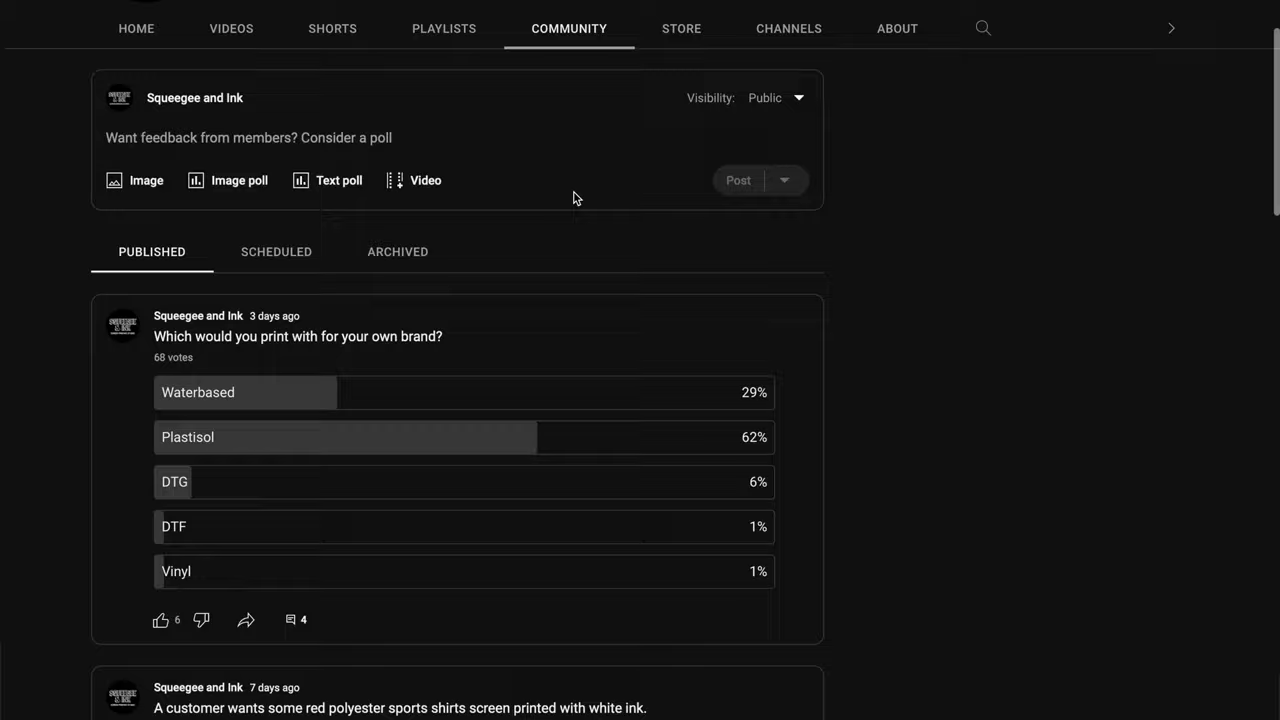 HOME VIDEOS SHORTS PLAYLISTS COMMUNITY STORE CHANNELS ABOUT
Squeegee and Ink Visibility: Public
Want feedback from members? Consider a poll
Image Image poll Text poll Video Post
PUBLISHED SCHEDULED ARCHIVED
Squeegee and Ink 3 days ago
Which would you print with for your own brand?
68 votes
Waterbased 29%
Plastisol 62%
DTG 6%
DTF 1%
Vinyl 1%
6 4
Squeegee and Ink 7 days ago
A customer wants some red polyester sports shirts screen printed with white ink.